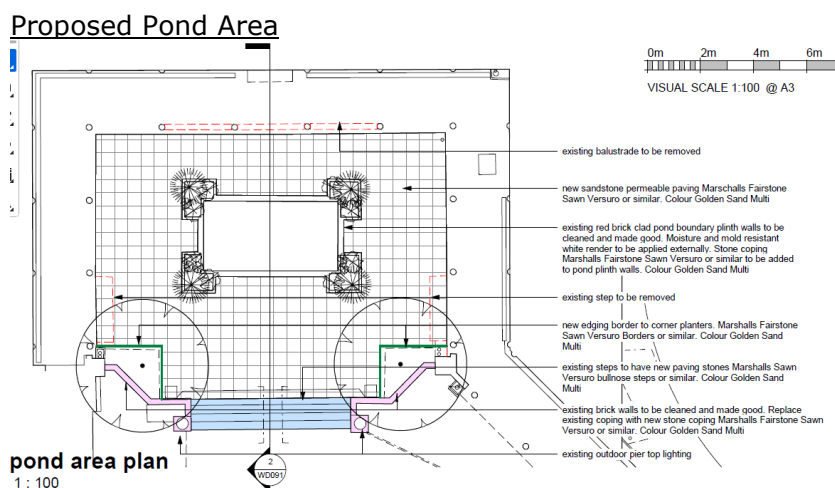 Proposed Pond Area
0m 2m 4m 6m
VISUAL SCALE 1:100 @ A3
existing balustrade to be removed
new sandstone permeable paving Marschalls Fairstone
Sawn Versuro or similar. Colour Golden Sand Multi
existing red brick clad pond boundary plinth walls to be
cleaned and made good. Moisture and mold resistant
white render to be applied externally. Stone coping
Marshalls Fairstone Sawn Versuro or similar to be added
to pond plinth walls. Colour Golden Sand Multi
existing step to be removed
new edging border to corner planters. Marshalls Fairstone
Sawn Versuro Borders or similar. Colour Golden Sand
Multi
existing steps to have new paving stones Marshalls Sawn
Versuro bullnose steps or similar. Colour Golden Sand
Multi
existing brick walls to be cleaned and made good. Replace
existing coping with new stone coping Marshalls Fairstone Sawn
Versuro or similar. Colour Golden Sand Multi
existing outdoor pier top lighting
pond area plan
1 : 100
2
WD091